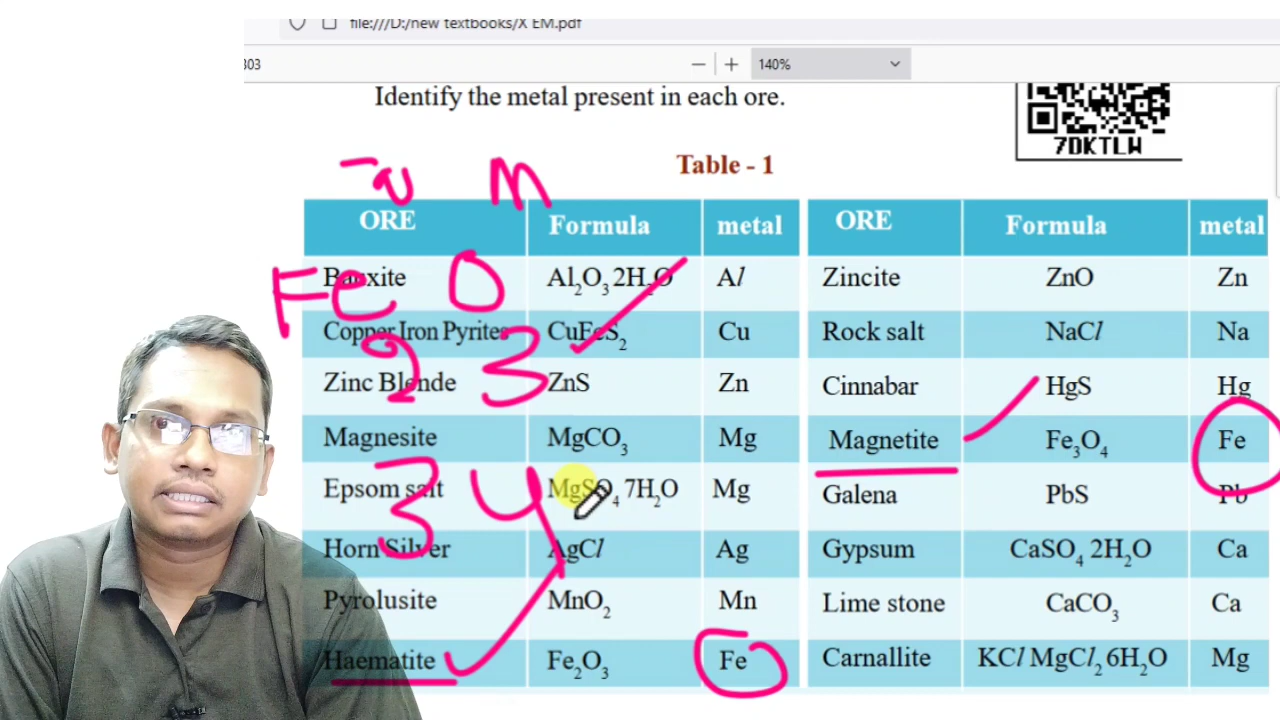 file:///D:/new textbooks/X EM.pdf
303
− + 140%
Identify the metal present in each ore.
7DKTLW
Table - 1
m
ORE Formula metal ORE Formula metal
Bauxite Al₂O₃ 2H₂O Al Zincite ZnO Zn
Fe O
Copper Iron Pyrites CuFeS₂ Cu Rock salt NaCl Na
2 3
Zinc Blende ZnS Zn Cinnabar HgS Hg
Magnesite MgCO₃ Mg Magnetite Fe₃O₄ Fe
3 4
Epsom salt MgSO₄ 7H₂O Mg Galena PbS Pb
Horn Silver AgCl Ag Gypsum CaSO₄ 2H₂O Ca
Pyrolusite MnO₂ Mn Lime stone CaCO₃ Ca
Haematite Fe₂O₃ Fe Carnallite KCl MgCl₂ 6H₂O Mg